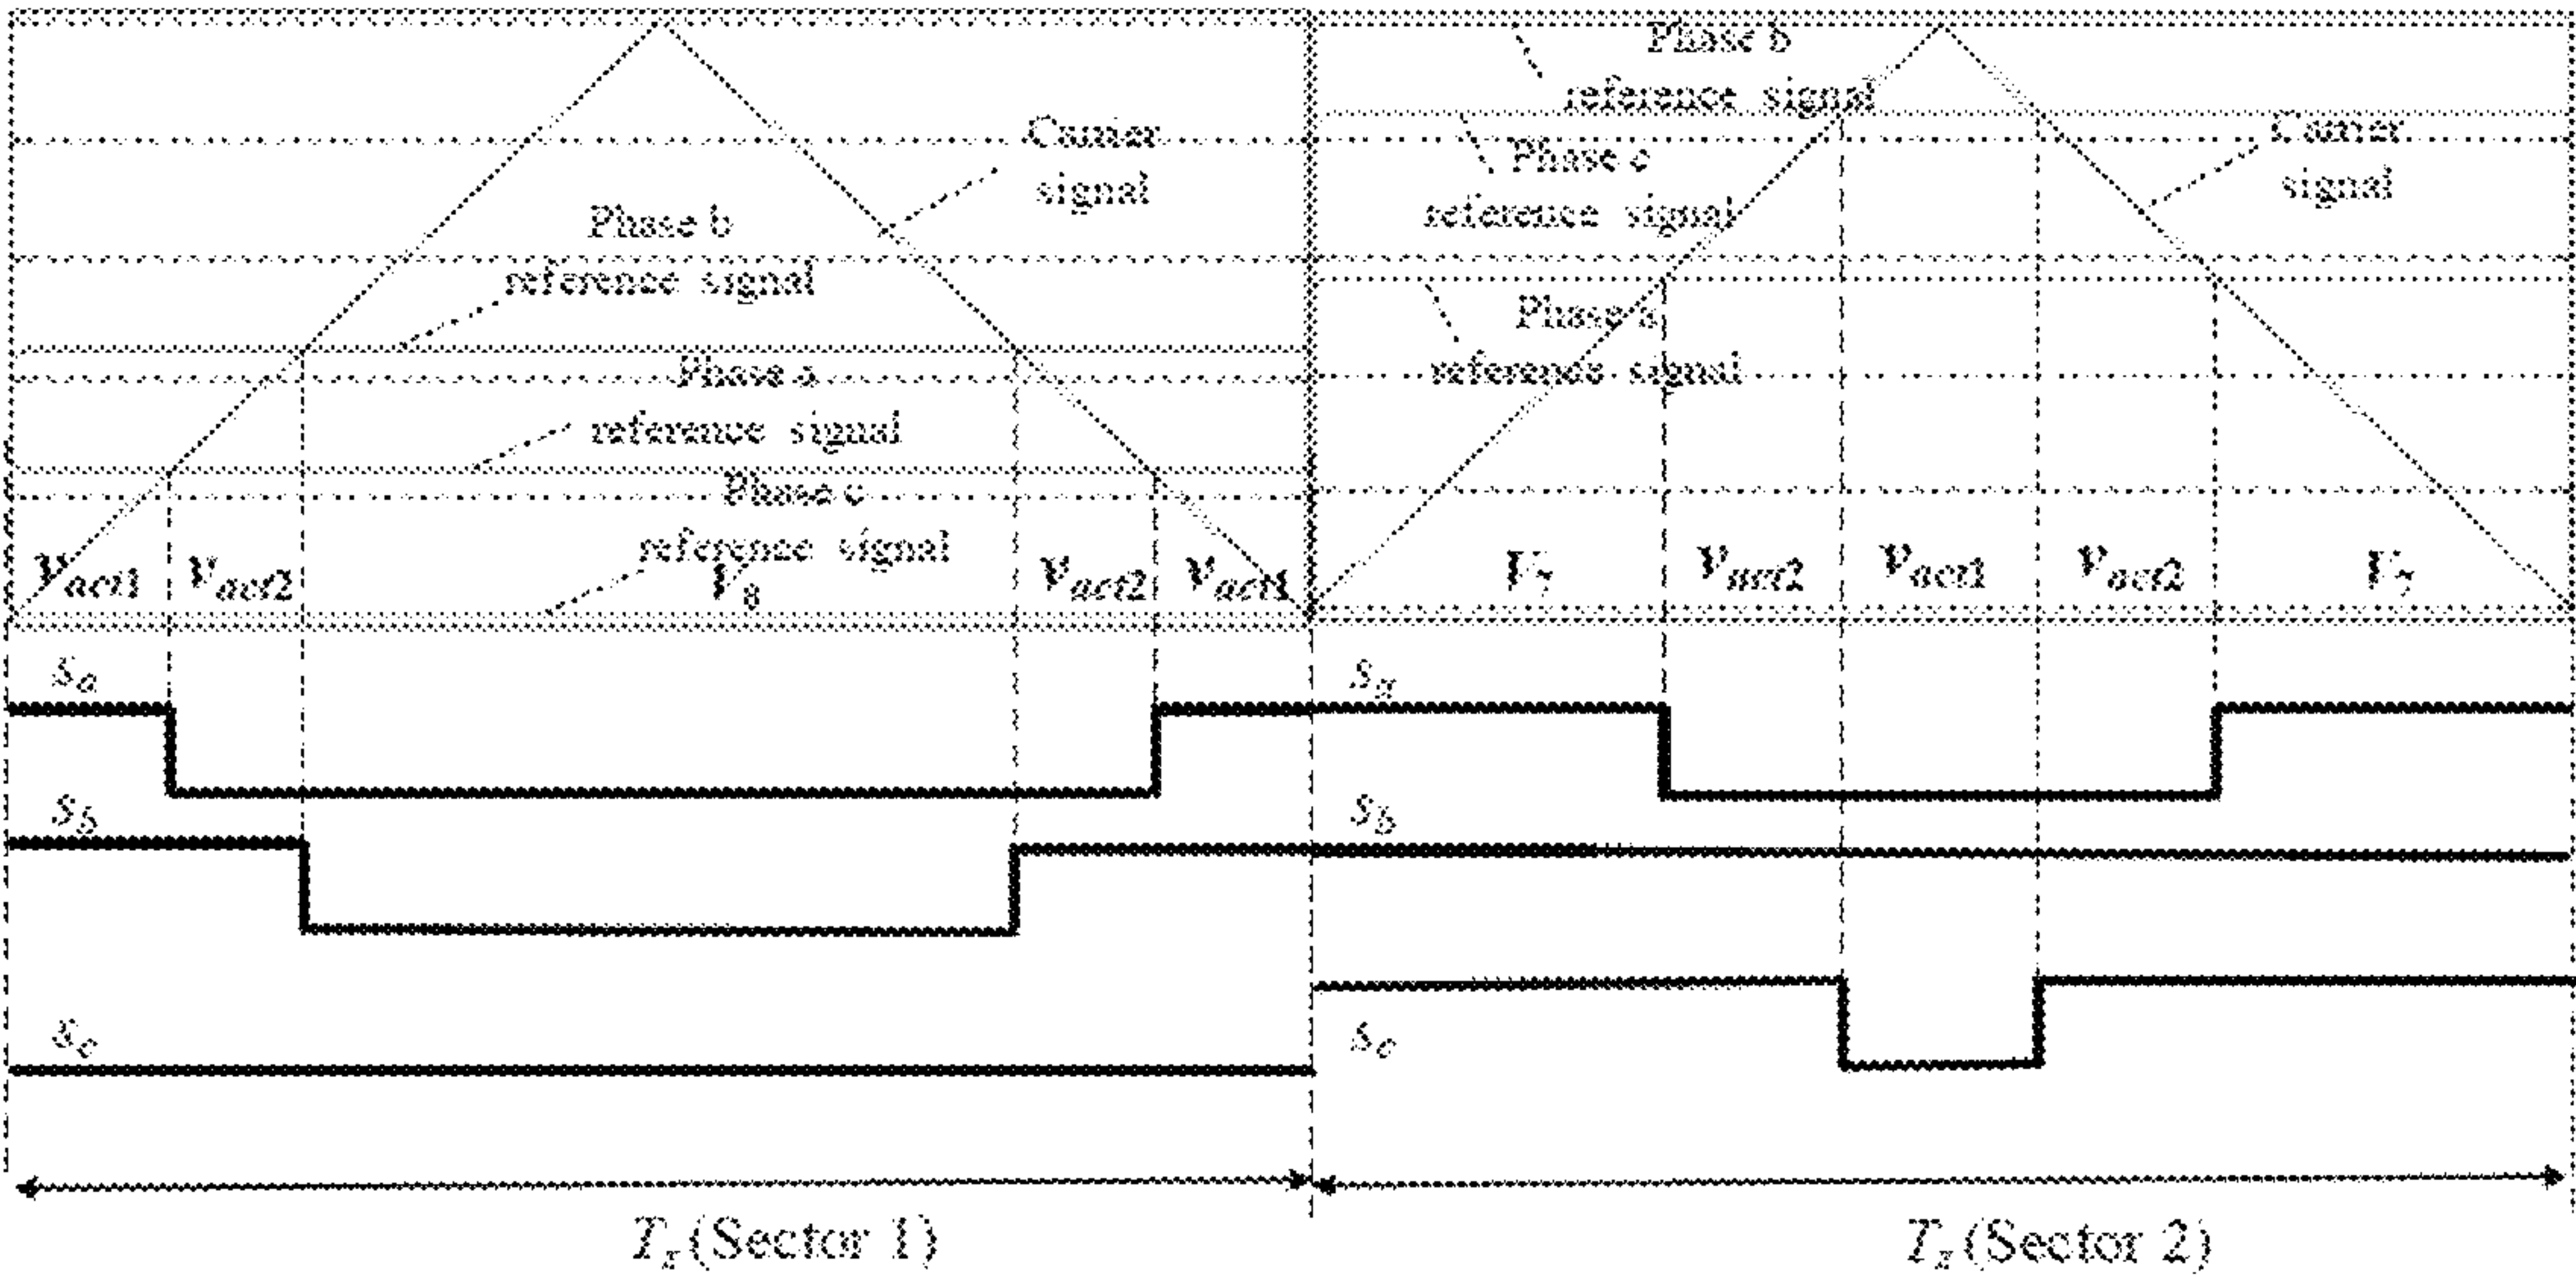 Phase b
reference signal
Carrier
signal
Phase c
reference signal
Carrier
signal
Phase b
reference signal
Phase a
reference signal
Phase a
reference signal
Phase c
reference signal
Vact1 Vact2 V8 Vact2 Vact1 V7 Vact2 Vact1 Vact2 V7
Sa Sa
Sb Sb
Sc Sc
Tz(Sector 1) Tz(Sector 2)